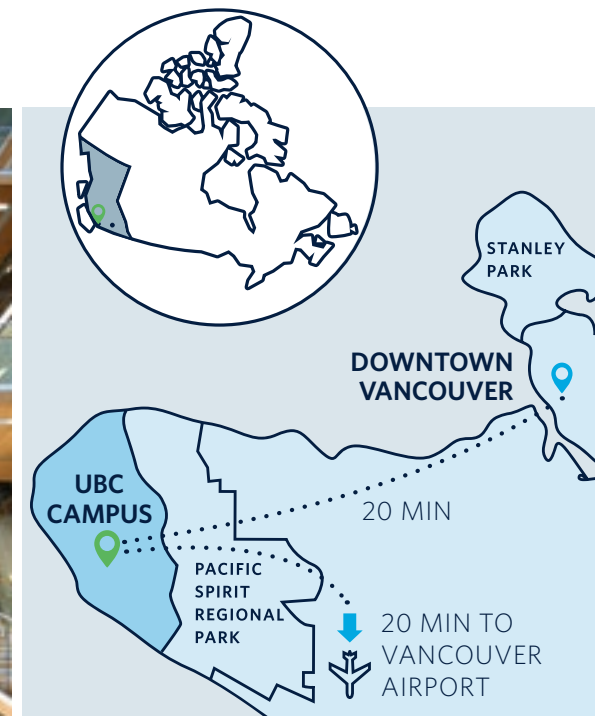 STANLEY
PARK
DOWNTOWN
VANCOUVER
UBC
CAMPUS
20 MIN
PACIFIC
SPIRIT
REGIONAL
PARK
20 MIN TO
VANCOUVER
AIRPORT